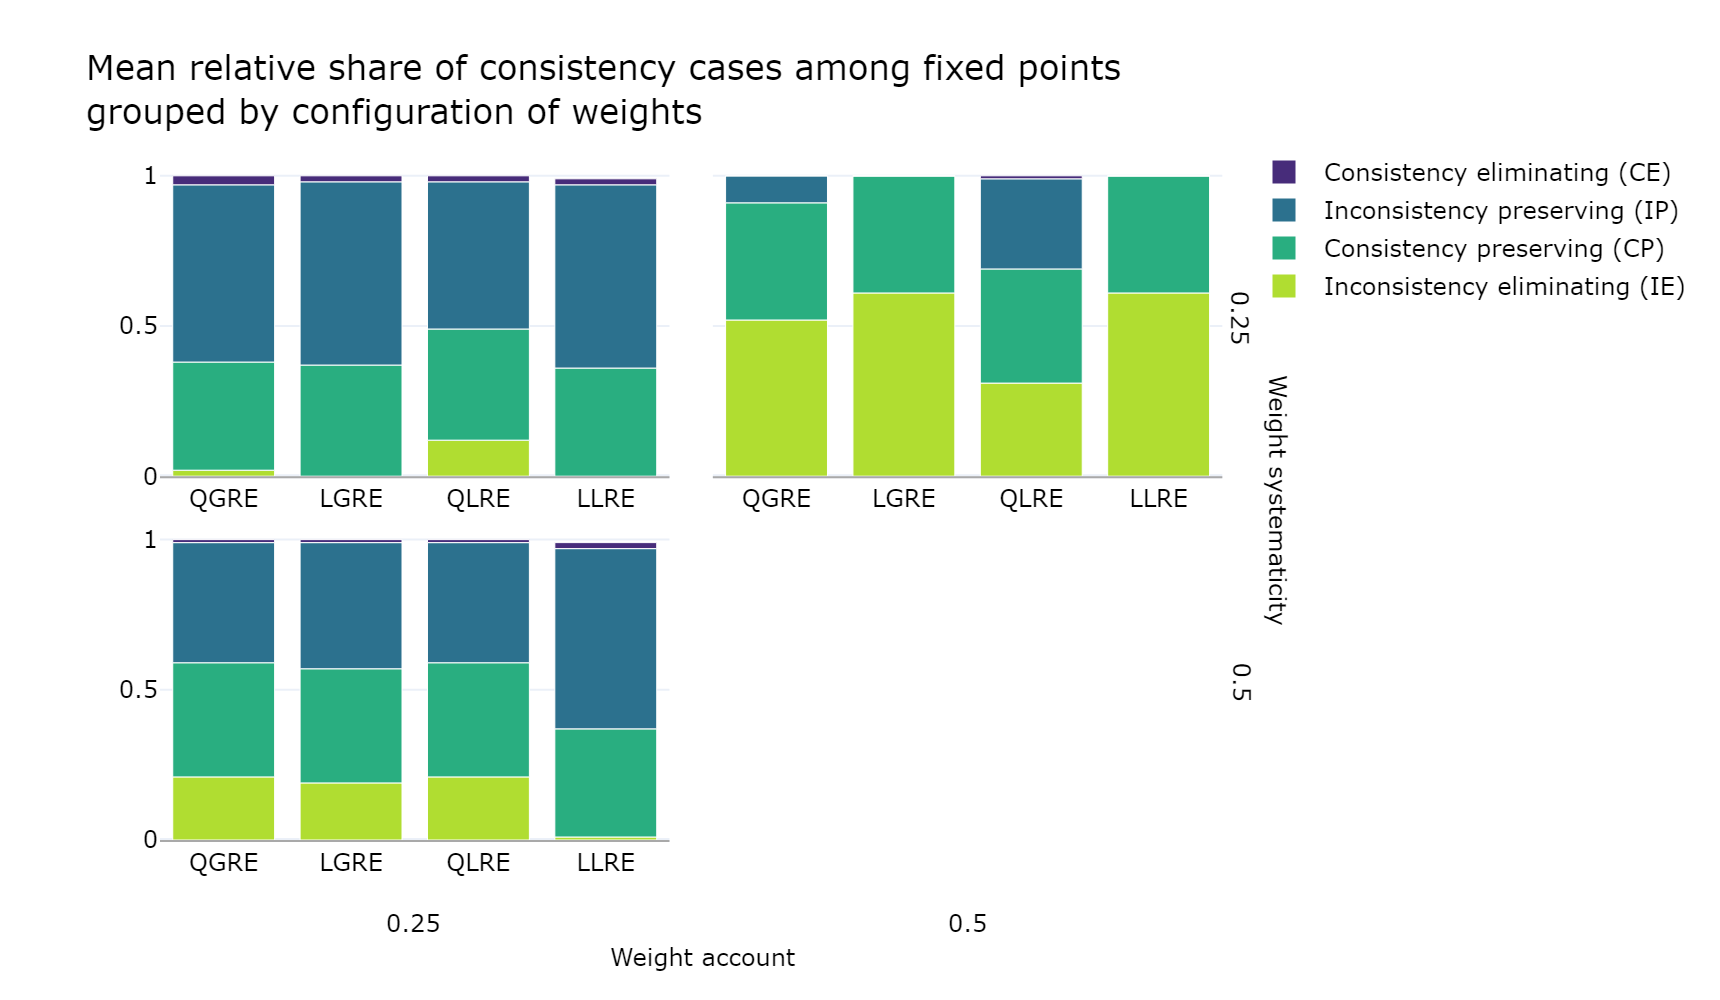 Mean relative share of consistency cases among fixed points
grouped by configuration of weights
Consistency eliminating (CE)
Inconsistency preserving (IP)
Consistency preserving (CP)
Inconsistency eliminating (IE)
1
0.5
0
QGRE LGRE QLRE LLRE
QGRE LGRE QLRE LLRE
0.25
Weight systematicity
1
0.5
0
QGRE LGRE QLRE LLRE
0.5
0.25 0.5
Weight account